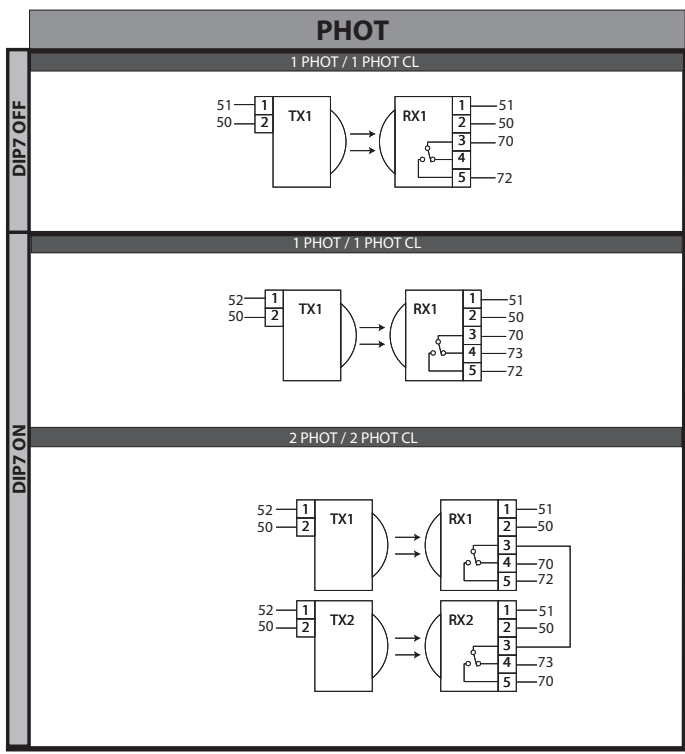 PHOT
DIP7 OFF
1 PHOT / 1 PHOT CL
51 1 TX1 RX1 1 51
50 2 2 50
3 70
4
5 72
DIP7 ON
1 PHOT / 1 PHOT CL
52 1 TX1 RX1 1 51
50 2 2 50
3 70
4 73
5 72
2 PHOT / 2 PHOT CL
52 1 TX1 RX1 1 51
50 2 2 50
3
4 70
5 72
52 1 TX2 RX2 1 51
50 2 2 50
3
4 73
5 70